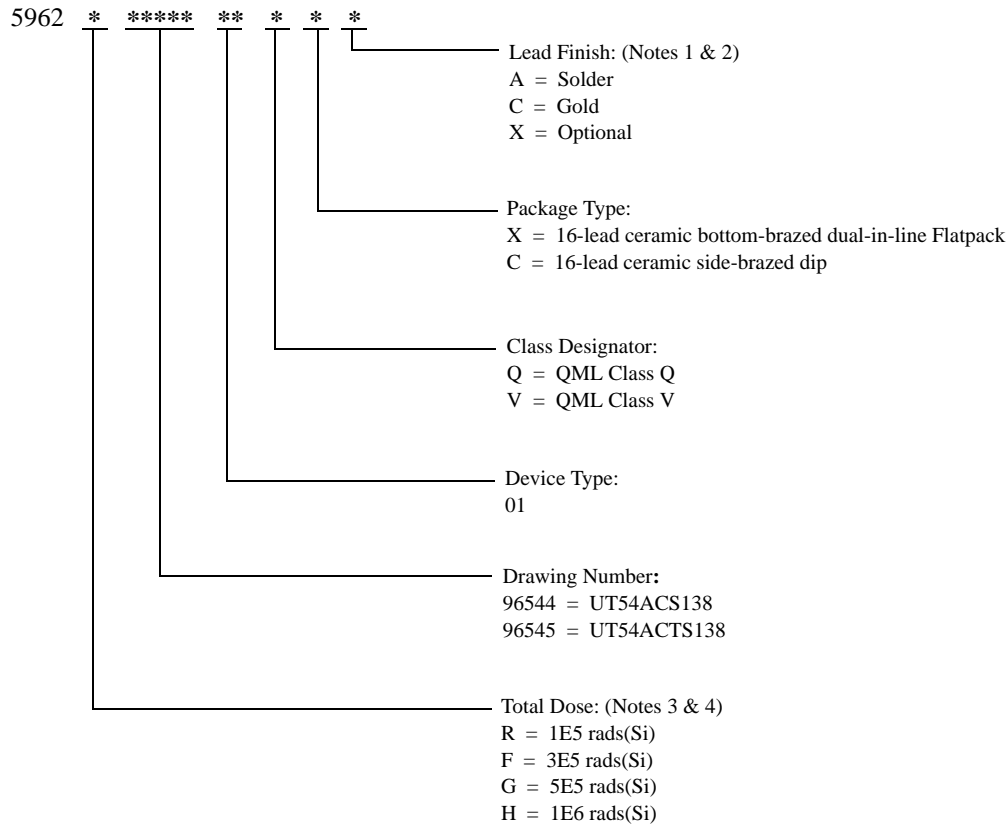 5962 * ***** ** * * *
Lead Finish: (Notes 1 & 2)
A = Solder
C = Gold
X = Optional
Package Type:
X = 16-lead ceramic bottom-brazed dual-in-line Flatpack
C = 16-lead ceramic side-brazed dip
Class Designator:
Q = QML Class Q
V = QML Class V
Device Type:
01
Drawing Number:
96544 = UT54ACS138
96545 = UT54ACTS138
Total Dose: (Notes 3 & 4)
R = 1E5 rads(Si)
F = 3E5 rads(Si)
G = 5E5 rads(Si)
H = 1E6 rads(Si)